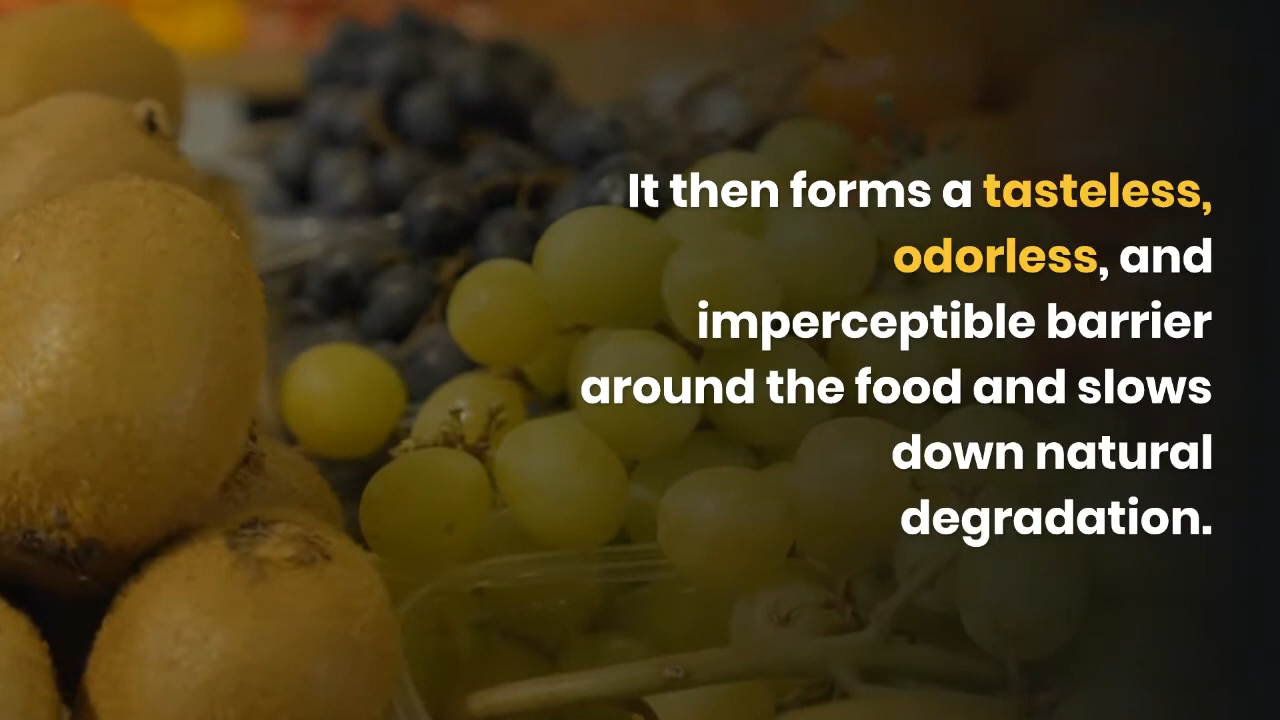 It then forms a tasteless,
odorless, and
imperceptible barrier
around the food and slows
down natural
degradation.